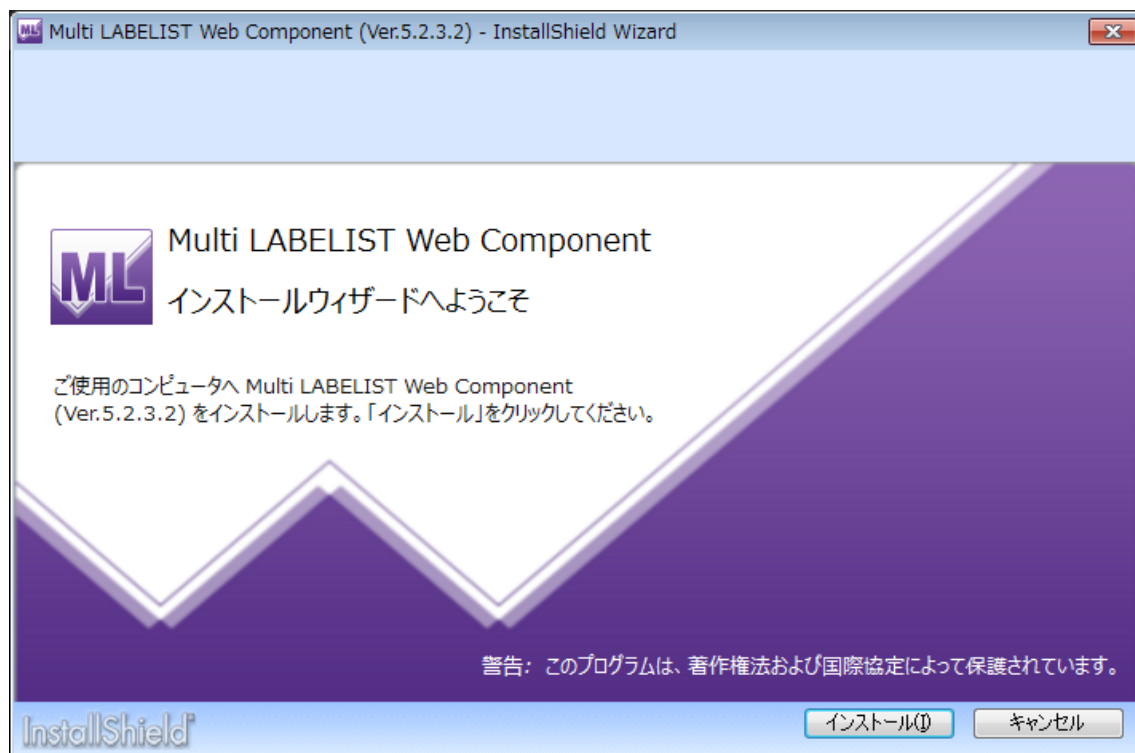 Multi LABELIST Web Component (Ver.5.2.3.2) - InstallShield Wizard
ML
Multi LABELIST Web Component
インストールウィザードへようこそ
ご使用のコンピュータへ Multi LABELIST Web Component
(Ver.5.2.3.2) をインストールします。「インストール」をクリックしてください。
警告: このプログラムは、著作権法および国際協定によって保護されています。
InstallShield
インストール(I)
キャンセル